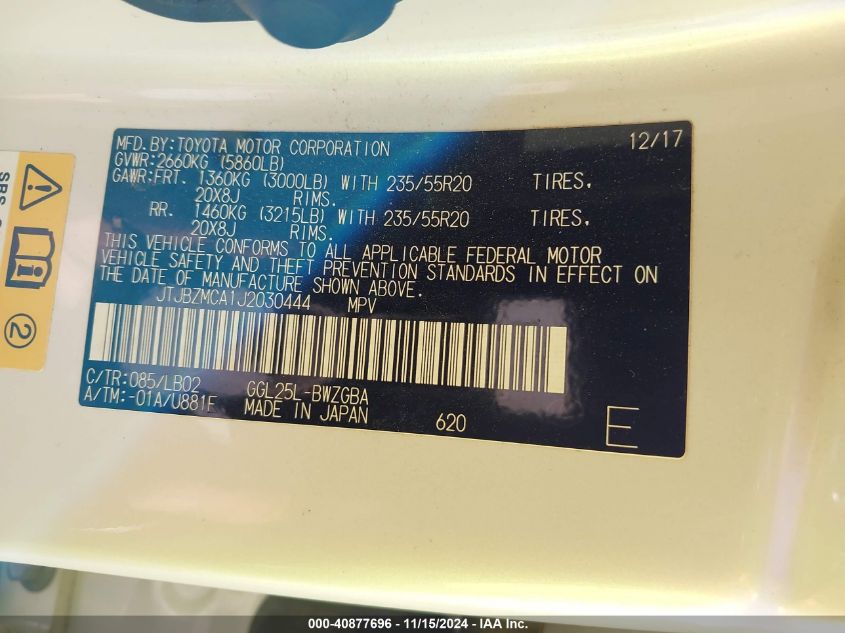 MFD.BY:TOYOTA MOTOR CORPORATION 12/17
GVWR:2660KG (5860LB)
GAWR:FRT. 1360KG (3000LB) WITH 235/55R20 TIRES,
20X8J RIMS.
RR. 1460KG (3215LB) WITH 235/55R20 TIRES,
20X8J RIMS.
THIS VEHICLE CONFORMS TO ALL APPLICABLE FEDERAL MOTOR
VEHICLE SAFETY AND THEFT PREVENTION STANDARDS IN EFFECT ON
THE DATE OF MANUFACTURE SHOWN ABOVE.
JTJBZMCA1J2030444 MPV
C/TR:085/LB02 GGL25L-BWZGBA
A/TM:-01A/U881F MADE IN JAPAN 620 E
SRS
2
000-40877696 - 11/15/2024 - IAA Inc.